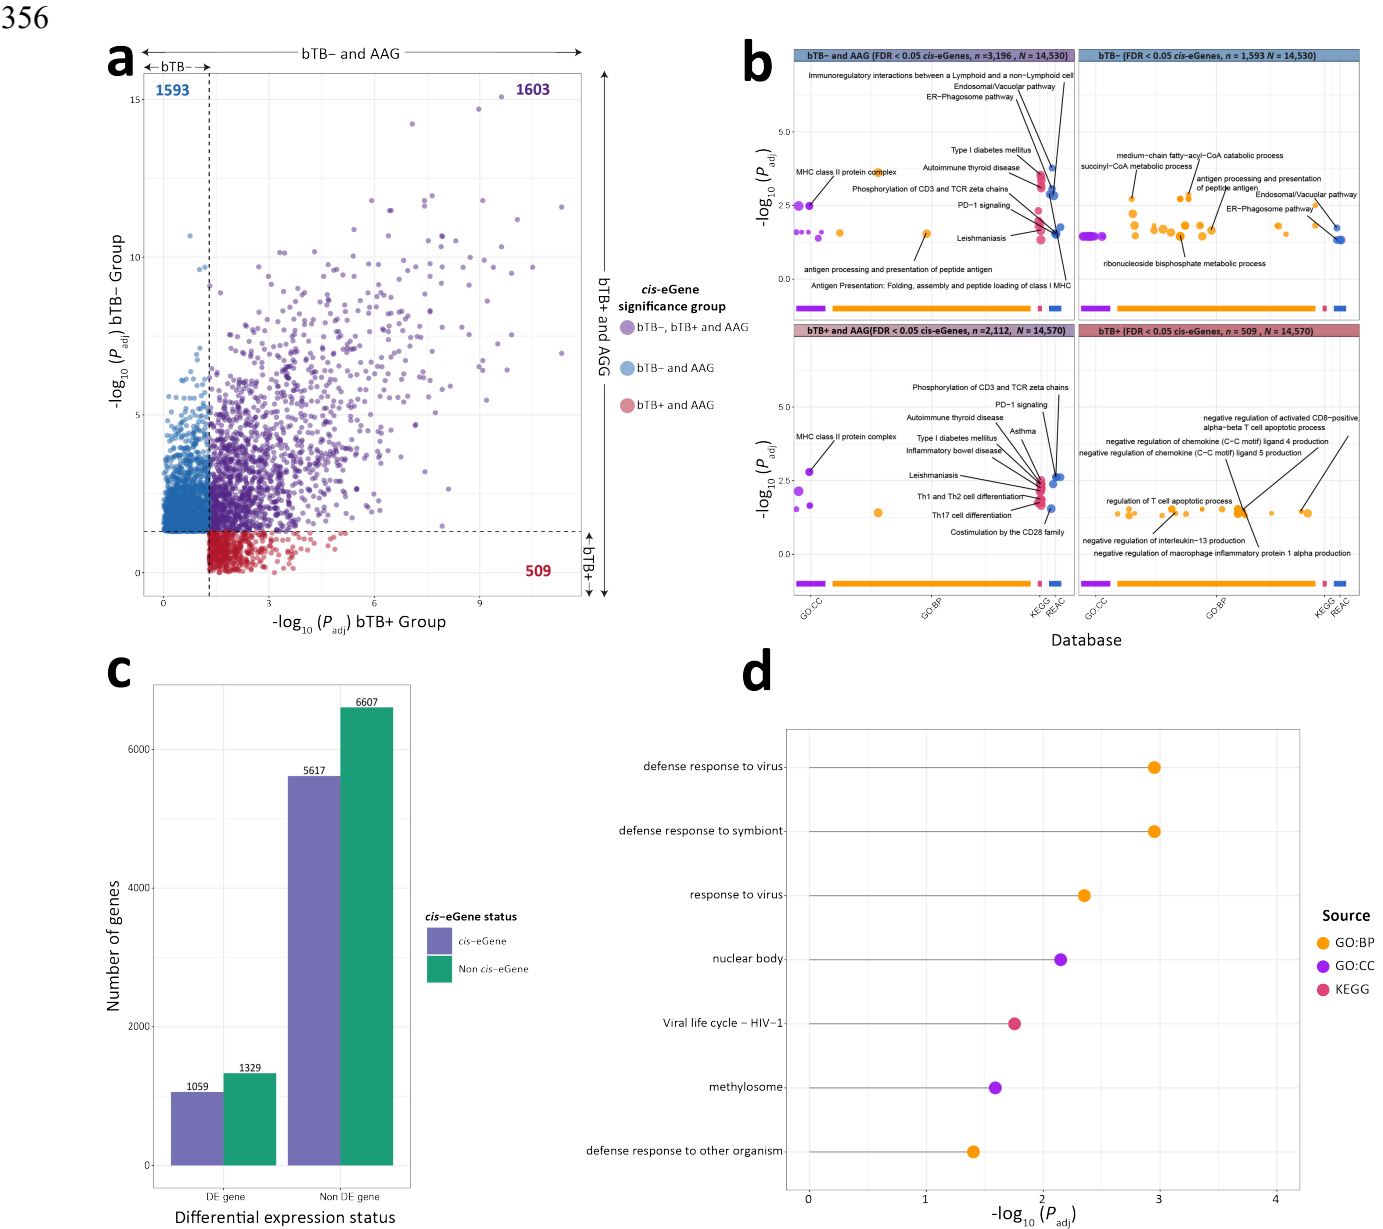 356
a
bTB− and AAG
bTB−
1593
1603
509
15
10
5
0
0
3
6
9
-log10 (Padj) bTB− Group
-log10 (Padj) bTB+ Group
bTB+ and AGG
bTB+
cis-eGene
significance group
bTB−, bTB+ and AAG
bTB− and AAG
bTB+ and AAG
b
bTB− and AAG (FDR < 0.05 cis-eGenes, n =3,196 , N = 14,530)
Immunoregulatory interactions between a Lymphoid and a non−Lymphoid cell
Endosomal/Vacuolar pathway
ER−Phagosome pathway
Type I diabetes mellitus
Autoimmune thyroid disease
MHC class II protein complex
Phosphorylation of CD3 and TCR zeta chains
PD−1 signaling
Leishmaniasis
antigen processing and presentation of peptide antigen
Antigen Presentation: Folding, assembly and peptide loading of class I MHC
5.0
2.5
0.0
-log10 (Padj)
bTB− (FDR < 0.05 cis-eGenes, n = 1,593 N = 14,530)
medium−chain fatty−acyl−CoA catabolic process
succinyl−CoA metabolic process
antigen processing and presentation
of peptide antigen
Endosomal/Vacuolar pathway
ER−Phagosome pathway
ribonucleoside bisphosphate metabolic process
bTB+ and AAG(FDR < 0.05 cis-eGenes, n =2,112, N = 14,570)
Phosphorylation of CD3 and TCR zeta chains
PD−1 signaling
Autoimmune thyroid disease
Asthma
MHC class II protein complex
Type I diabetes mellitus
Inflammatory bowel disease
Leishmaniasis
Th1 and Th2 cell differentiation
Th17 cell differentiation
Costimulation by the CD28 family
5.0
2.5
0.0
-log10 (Padj)
GO:CC
GO:BP
KEGG
REAC
bTB+ (FDR < 0.05 cis-eGenes, n = 509 , N = 14,570)
negative regulation of activated CD8−positive,
alpha−beta T cell apoptotic process
negative regulation of chemokine (C−C motif) ligand 4 production
negative regulation of chemokine (C−C motif) ligand 5 production
regulation of T cell apoptotic process
negative regulation of interleukin−13 production
negative regulation of macrophage inflammatory protein 1 alpha production
GO:CC
GO:BP
KEGG
REAC
Database
c
6607
5617
1059
1329
6000
4000
2000
0
Number of genes
DE gene
Non DE gene
Differential expression status
cis−eGene status
cis−eGene
Non cis−eGene
d
defense response to virus
defense response to symbiont
response to virus
nuclear body
Viral life cycle − HIV−1
methylosome
defense response to other organism
0
1
2
3
4
-log10 (Padj)
Source
GO:BP
GO:CC
KEGG